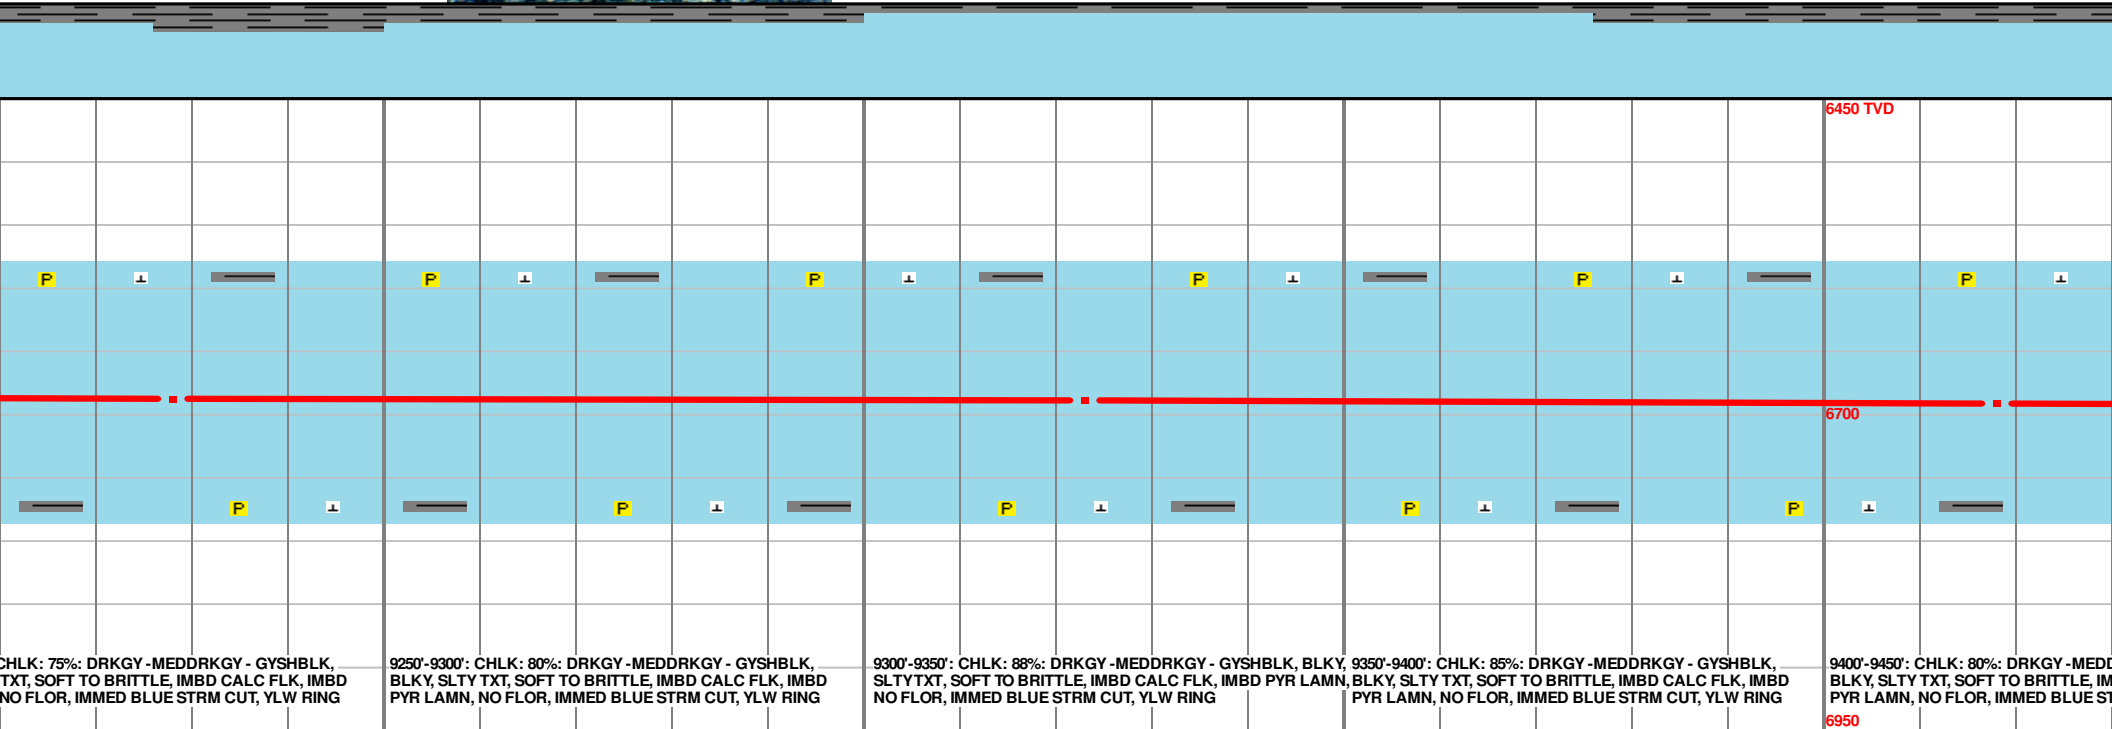 6450 TVD
P P P P P P
6700
P P P P P
CHLK: 75%: DRKGY -MEDDRKGY - GYSHBLK,
TXT, SOFT TO BRITTLE, IMBD CALC FLK, IMBD
NO FLOR, IMMED BLUE STRM CUT, YLW RING
9250'-9300': CHLK: 80%: DRKGY -MEDDRKGY - GYSHBLK,
BLKY, SLTY TXT, SOFT TO BRITTLE, IMBD CALC FLK, IMBD
PYR LAMN, NO FLOR, IMMED BLUE STRM CUT, YLW RING
9300'-9350': CHLK: 88%: DRKGY -MEDDRKGY - GYSHBLK, BLKY,
SLTY TXT, SOFT TO BRITTLE, IMBD CALC FLK, IMBD PYR LAMN,
NO FLOR, IMMED BLUE STRM CUT, YLW RING
9350'-9400': CHLK: 85%: DRKGY -MEDDRKGY - GYSHBLK,
BLKY, SLTY TXT, SOFT TO BRITTLE, IMBD CALC FLK, IMBD
PYR LAMN, NO FLOR, IMMED BLUE STRM CUT, YLW RING
9400'-9450': CHLK: 80%: DRKGY -MEDD
BLKY, SLTY TXT, SOFT TO BRITTLE, IM
PYR LAMN, NO FLOR, IMMED BLUE ST
6950